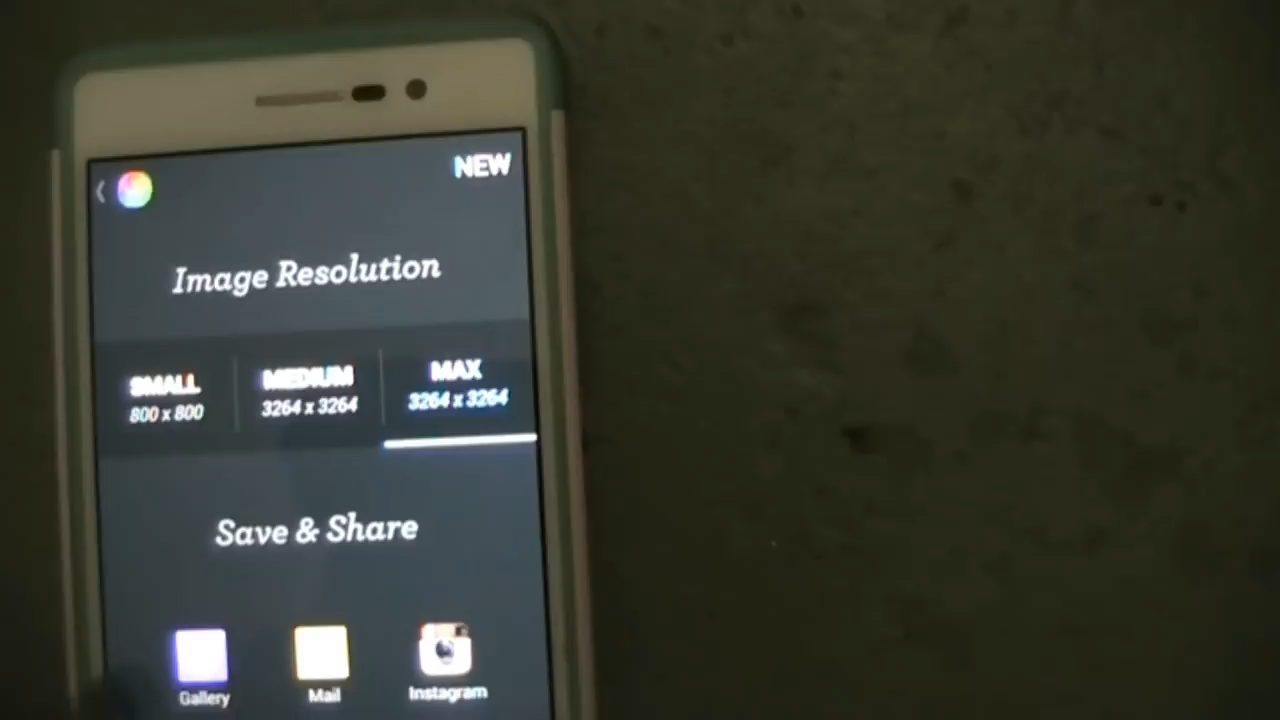 NEW
Image Resolution
SMALL MEDIUM MAX
800 x 800 3264 x 3264 3264 x 3264
Save & Share
Gallery Mail Instagram